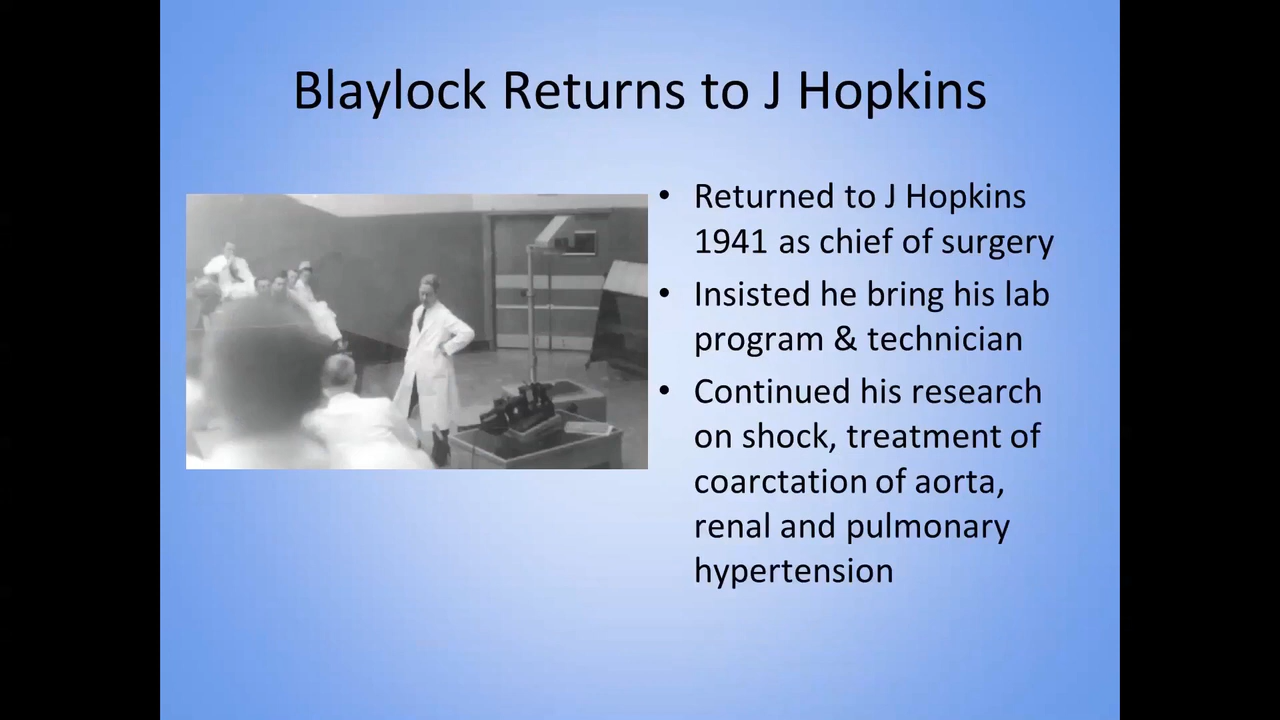 Blaylock Returns to J Hopkins
• Returned to J Hopkins
1941 as chief of surgery
• Insisted he bring his lab
program & technician
• Continued his research
on shock, treatment of
coarctation of aorta,
renal and pulmonary
hypertension